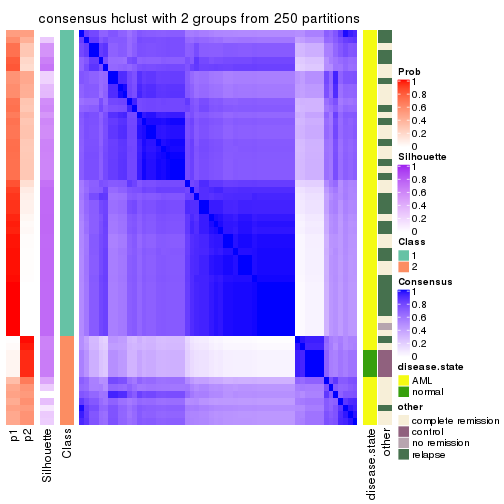 consensus hclust with 2 groups from 250 partitions
Prob
1
0.8
0.6
0.4
0.2
0
Silhouette
1
0.8
0.6
0.4
0.2
0
Class
1
2
Consensus
1
0.8
0.6
0.4
0.2
0
disease.state
AML
normal
other
complete remission
control
no remission
relapse
p1
p2
Silhouette
Class
disease.state
other